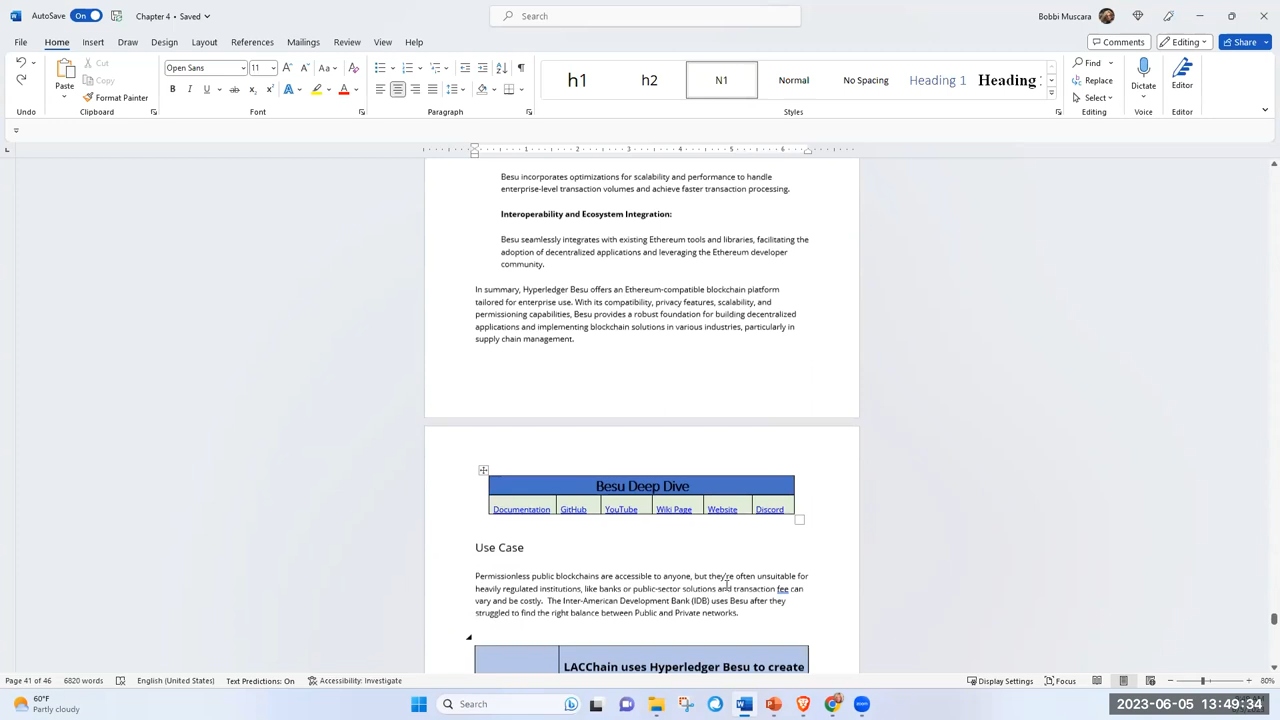 AutoSave On Chapter 4 • Saved Search Bobbi Muscara
File Home Insert Draw Design Layout References Mailings Review View Help Comments Editing Share
Undo Paste Cut Copy Format Painter Clipboard
Open Sans 11 Font
Paragraph
h1 h2 N1 Normal No Spacing Heading 1 Heading: Styles
Find Replace Select Editing
Dictate Voice
Editor Editor
1 2 3 4 5 6
Besu incorporates optimizations for scalability and performance to handle
enterprise-level transaction volumes and achieve faster transaction processing.
Interoperability and Ecosystem Integration:
Besu seamlessly integrates with existing Ethereum tools and libraries, facilitating the
adoption of decentralized applications and leveraging the Ethereum developer
community.
In summary, Hyperledger Besu offers an Ethereum-compatible blockchain platform
tailored for enterprise use. With its compatibility, privacy features, scalability, and
permissioning capabilities, Besu provides a robust foundation for building decentralized
applications and implementing blockchain solutions in various industries, particularly in
supply chain management.
Besu Deep Dive
Documentation GitHub YouTube Wiki Page Website Discord
Use Case
Permissionless public blockchains are accessible to anyone, but they're often unsuitable for
heavily regulated institutions, like banks or public-sector solutions and transaction fee can
vary and be costly. The Inter-American Development Bank (IDB) uses Besu after they
struggled to find the right balance between Public and Private networks.
LACChain uses Hyperledger Besu to create
Page 41 of 46 6820 words English (United States) Text Predictions: On Accessibility: Investigate Display Settings Focus 80%
60°F
Partly cloudy
Search
2023-06-05 13:49:34